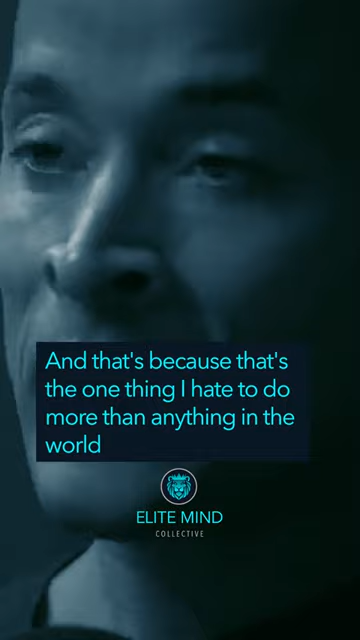 And that's because that's
the one thing I hate to do
more than anything in the
world
ELITE MIND
COLLECTIVE